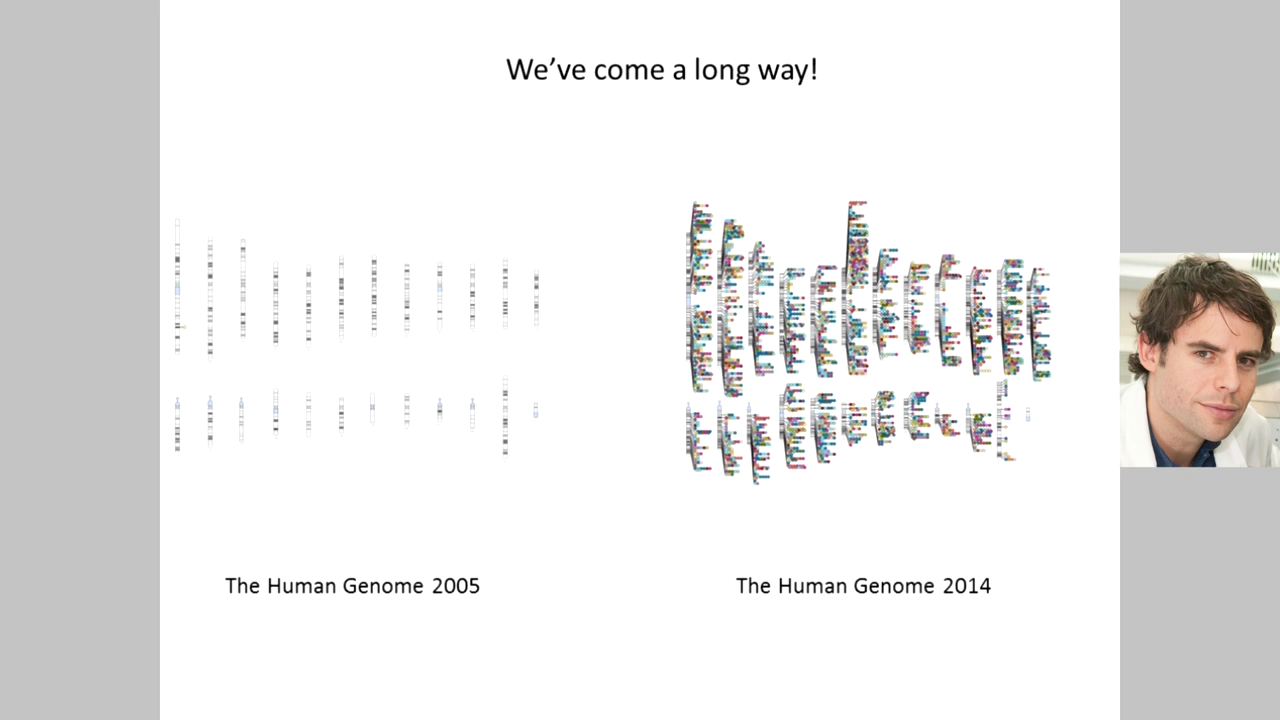 We’ve come a long way!
The Human Genome 2005
The Human Genome 2014